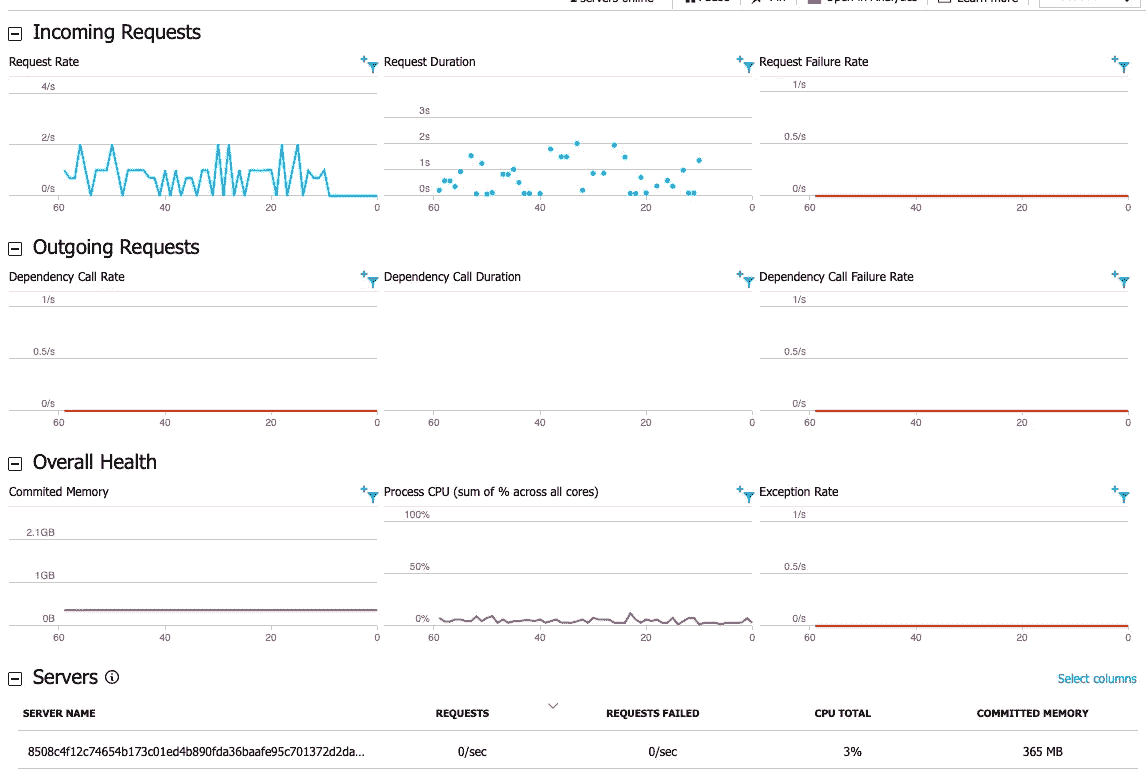 Incoming Requests
Request Rate
Request Duration
Request Failure Rate
4/s
2/s
0/s
60 40 20 0
3s
2s
1s
0s
60 40 20 0
1/s
0.5/s
0/s
60 40 20 0
Outgoing Requests
Dependency Call Rate
Dependency Call Duration
Dependency Call Failure Rate
1/s
0.5/s
0/s
60 40 20 0
60 40 20 0
1/s
0.5/s
0/s
60 40 20 0
Overall Health
Commited Memory
Process CPU (sum of % across all cores)
Exception Rate
2.1GB
1GB
0B
60 40 20 0
100%
50%
0%
60 40 20 0
1/s
0.5/s
0/s
60 40 20 0
Servers
Select columns
SERVER NAME REQUESTS REQUESTS FAILED CPU TOTAL COMMITTED MEMORY
8508c4f12c74654b173c01ed4b890fda36baafe95c701372d2da... 0/sec 0/sec 3% 365 MB